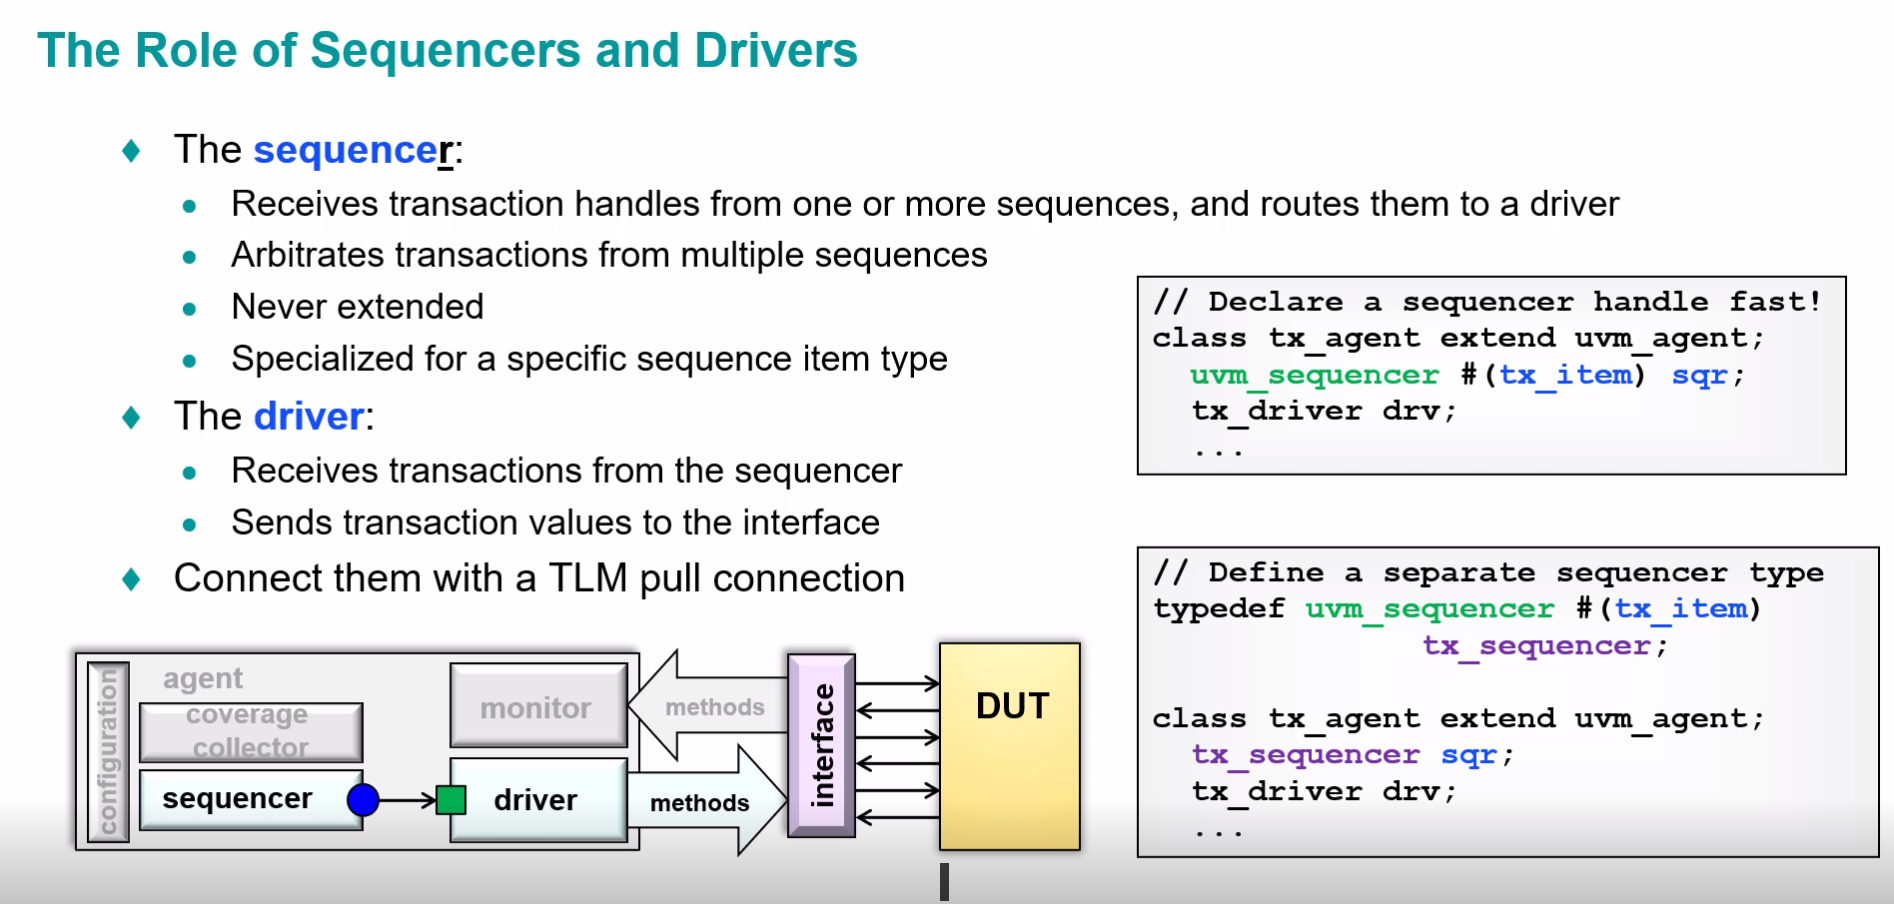 The Role of Sequencers and Drivers
The sequencer:
Receives transaction handles from one or more sequences, and routes them to a driver
Arbitrates transactions from multiple sequences
Never extended
Specialized for a specific sequence item type
The driver:
Receives transactions from the sequencer
Sends transaction values to the interface
Connect them with a TLM pull connection
// Declare a sequencer handle fast!
class tx_agent extend uvm_agent;
uvm_sequencer #(tx_item) sqr;
tx_driver drv;
...
// Define a separate sequencer type
typedef uvm_sequencer #(tx_item)
tx_sequencer;
class tx_agent extend uvm_agent;
tx_sequencer sqr;
tx_driver drv;
...
configuration
agent
coverage
collector
sequencer
monitor
driver
methods
methods
interface
DUT